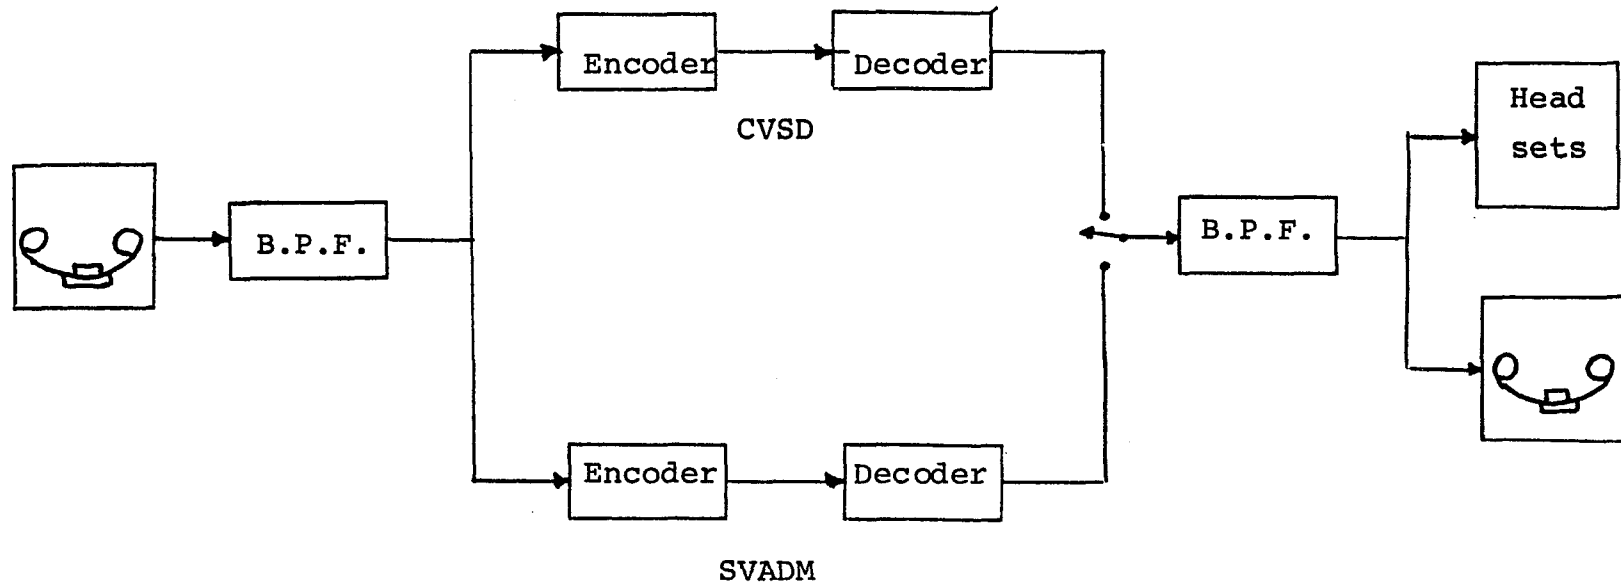 Encoder
Decoder
CVSD
Head
sets
B.P.F.
B.P.F.
Encoder
Decoder
SVADM